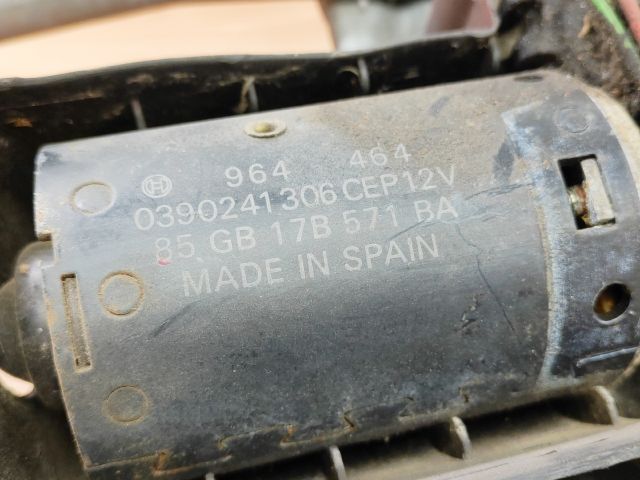 964 464
0390241306 CEP12V
85 GB 17B 571 BA
MADE IN SPAIN